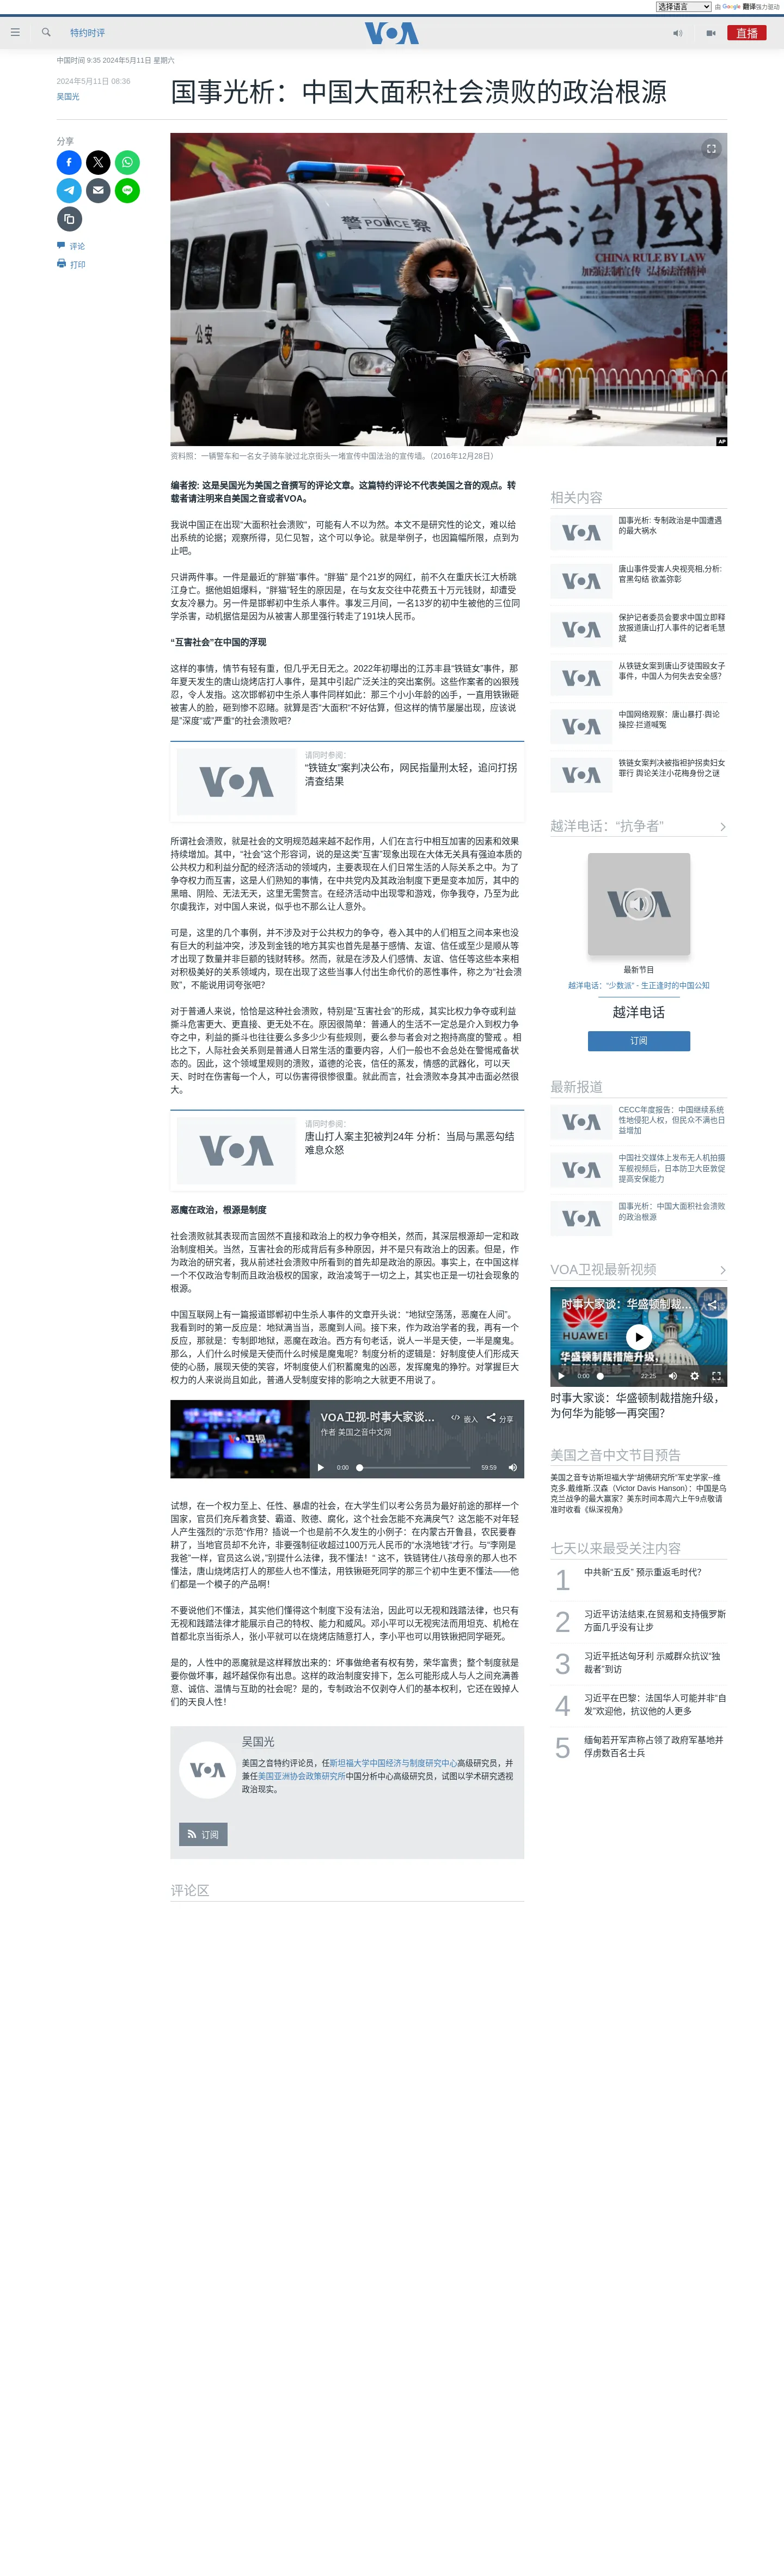 选择语言 由 Google 翻译强力驱动
特约时评
VOA
直播
中国时间 9:35 2024年5月11日 星期六
2024年5月11日 08:36
吴国光
国事光析：中国大面积社会溃败的政治根源
分享
评论
打印
警 POLICE 察
公安
法治國
CHINA RULE BY LAW
加强法制宣传 弘扬法治精神
AP
资料照：一辆警车和一名女子骑车驶过北京街头一堵宣传中国法治的宣传墙。（2016年12月28日）
编者按: 这是吴国光为美国之音撰写的评论文章。这篇特约评论不代表美国之音的观点。转
载者请注明来自美国之音或者VOA。
我说中国正在出现“大面积社会溃败”，可能有人不以为然。本文不是研究性的论文，难以给
出系统的论据；观察所得，见仁见智，这个可以争论。就是举例子，也因篇幅所限，点到为
止吧。
只讲两件事。一件是最近的“胖猫”事件。“胖猫” 是个21岁的网红，前不久在重庆长江大桥跳
江身亡。据他姐姐爆料，“胖猫”轻生的原因是，在与女友交往中花费五十万元钱财，却遭受
女友冷暴力。另一件是邯郸初中生杀人事件。事发三月间，一名13岁的初中生被他的三位同
学杀害，动机据信是因为从被害人那里强行转走了191块人民币。
“互害社会”在中国的浮现
这样的事情，情节有轻有重，但几乎无日无之。2022年初曝出的江苏丰县“铁链女”事件，那
年夏天发生的唐山烧烤店打人事件，是其中引起广泛关注的突出案例。这些作案者的凶狠残
忍，令人发指。这次邯郸初中生杀人事件同样如此：那三个小小年龄的凶手，一直用铁锹砸
被害人的脸，砸到惨不忍睹。就算是否“大面积“不好估算，但这样的情节屡屡出现，应该说
是”深度“或”严重“的社会溃败吧?
请同时参阅：
“铁链女”案判决公布，网民指量刑太轻，追问打拐
清查结果
所谓社会溃败，就是社会的文明规范越来越不起作用，人们在言行中相互加害的因素和效果
持续增加。其中，“社会”这个形容词，说的是这类“互害”现象出现在大体无关具有强迫本质的
公共权力和利益分配的经济活动的领域内，主要表现在人们日常生活的人际关系之中。为了
争夺权力而互害，这是人们熟知的事情，在中共党内及其政治制度下更是变本加厉，其中的
黑暗、阴险、无法无天，这里无需赘言。在经济活动中出现零和游戏，你争我夺，乃至为此
尔虞我诈，对中国人来说，似乎也不那么让人意外。
可是，这里的几个事例，并不涉及对于公共权力的争夺，卷入其中的人们相互之间本来也没
有巨大的利益冲突，涉及到金钱的地方其实也首先是基于感情、友谊、信任或至少是顺从等
才出现了数量并非巨额的钱财转移。然而，就是在涉及人们感情、友谊、信任等这些本来相
对积极美好的关系领域内，现在出现了这些当事人付出生命代价的恶性事件，称之为“社会溃
败”，不能说用词夸张吧?
对于普通人来说，恰恰是这种社会溃败，特别是“互害社会”的形成，其实比权力争夺或利益
撕斗危害更大、更直接、更无处不在。原因很简单：普通人的生活不一定总是介入到权力争
夺之中，利益的撕斗也往往要么多多少少有些规则，要么参与者会对之抱持高度的警戒 。相
比之下，人际社会关系则是普通人日常生活的重要内容，人们一般也不会总处在警惕戒备状
态的。因此，这个领域里规则的溃败，道德的沦丧，信任的蒸发，情感的武器化，可以天
天、时时在伤害每一个人，可以伤害得很惨很重。就此而言，社会溃败本身其冲击面必然很
大。
请同时参阅：
唐山打人案主犯被判24年 分析：当局与黑恶勾结
难息众怒
恶魔在政治，根源是制度
社会溃败就其表现而言固然不直接和政治上的权力争夺相关，然而，其深层根源却一定和政
治制度相关。当然，互害社会的形成背后有多种原因，并不是只有政治上的因素。但是，作
为政治的研究者，我从前述社会溃败中所看到的首先却是政治的原因。事实上，在中国这样
一个不仅政治专制而且政治极权的国家，政治凌驾于一切之上，其实也正是一切社会现象的
根源。
中国互联网上有一篇报道邯郸初中生杀人事件的文章开头说：“地狱空荡荡，恶魔在人间”。
我看到时的第一反应是：地狱满当当，恶魔到人间。接下来，作为政治学者的我，再有一个
反应，那就是：专制即地狱，恶魔在政治。西方有句老话，说人一半是天使，一半是魔鬼。
那么，人们什么时候是天使而什么时候是魔鬼呢？制度分析的逻辑是：好制度使人们形成天
使的心肠，展现天使的笑容，坏制度使人们积蓄魔鬼的凶恶，发挥魔鬼的狰狞。对掌握巨大
权力的人来说尚且如此，普通人受制度安排的影响之大就更不用说了。
VOA卫视-时事大家谈... 嵌入 分享
作者 美国之音中文网
0:00 59:59
试想，在一个权力至上、任性、暴虐的社会，在大学生们以考公务员为最好前途的那样一个
国家，官员们充斥着贪婪、霸道、败德、腐化，这个社会怎能不充满戾气？这怎能不对年轻
人产生强烈的“示范“作用？插说一个也是前不久发生的小例子：在内蒙古开鲁县，农民要春
耕了，当地官员却不允许，非要强制征收超过100万元人民币的”水浇地钱”才行。与“李刚是
我爸”一样，官员这么说,”别提什么法律，我不懂法！“ 这不，铁链铐住八孩母亲的那人也不
懂法，唐山烧烤店打人的那些人也不懂法，用铁锹砸死同学的那三个初中生更不懂法——他
们都是一个模子的产品啊！
不要说他们不懂法，其实他们懂得这个制度下没有法治，因此可以无视和践踏法律，也只有
无视和践踏法律才能展示自己的特权、能力和威风。邓小平可以无视宪法而用坦克、机枪在
首都北京当街杀人，张小平就可以在烧烤店随意打人，李小平也可以用铁锹把同学砸死。
是的，人性中的恶魔就是这样释放出来的：坏事做绝者有权有势，荣华富贵；整个制度就是
要你做坏事，越坏越保你有出息。这样的政治制度安排下，怎么可能形成人与人之间充满善
意、诚信、温情与互助的社会呢？是的，专制政治不仅剥夺人们的基本权利，它还在毁掉人
们的天良人性！
吴国光
美国之音特约评论员，任斯坦福大学中国经济与制度研究中心高级研究员，并
兼任美国亚洲协会政策研究所中国分析中心高级研究员，试图以学术研究透视
政治现实。
订阅
评论区
相关内容
国事光析: 专制政治是中国遭遇
的最大祸水
唐山事件受害人央视亮相,分析:
官黑勾结 欲盖弥彰
保护记者委员会要求中国立即释
放报道唐山打人事件的记者毛慧
斌
从铁链女案到唐山歹徒围殴女子
事件，中国人为何失去安全感？
中国网络观察：唐山暴打·舆论
操控·拦道喊冤
铁链女案判决被指袒护拐卖妇女
罪行 舆论关注小花梅身份之谜
越洋电话：“抗争者”
最新节目
越洋电话：“少数派” - 生正逢时的中国公知
越洋电话
订阅
最新报道
CECC年度报告：中国继续系统
性地侵犯人权，但民众不满也日
益增加
中国社交媒体上发布无人机拍摄
军舰视频后，日本防卫大臣敦促
提高安保能力
国事光析：中国大面积社会溃败
的政治根源
VOA卫视最新视频
时事大家谈：华盛顿制裁...
HUAWEI
华盛顿制裁措施升级，
0:00 22:25
时事大家谈：华盛顿制裁措施升级，
为何华为能够一再突围？
美国之音中文节目预告
美国之音专访斯坦福大学“胡佛研究所”军史学家--维
克多.戴维斯.汉森（Victor Davis Hanson）：中国是乌
克兰战争的最大赢家？美东时间本周六上午9点敬请
准时收看《纵深视角》
七天以来最受关注内容
1 中共新“五反” 预示重返毛时代？
2 习近平访法结束,在贸易和支持俄罗斯
方面几乎没有让步
3 习近平抵达匈牙利 示威群众抗议“独
裁者”到访
4 习近平在巴黎：法国华人可能并非“自
发”欢迎他，抗议他的人更多
5 缅甸若开军声称占领了政府军基地并
俘虏数百名士兵